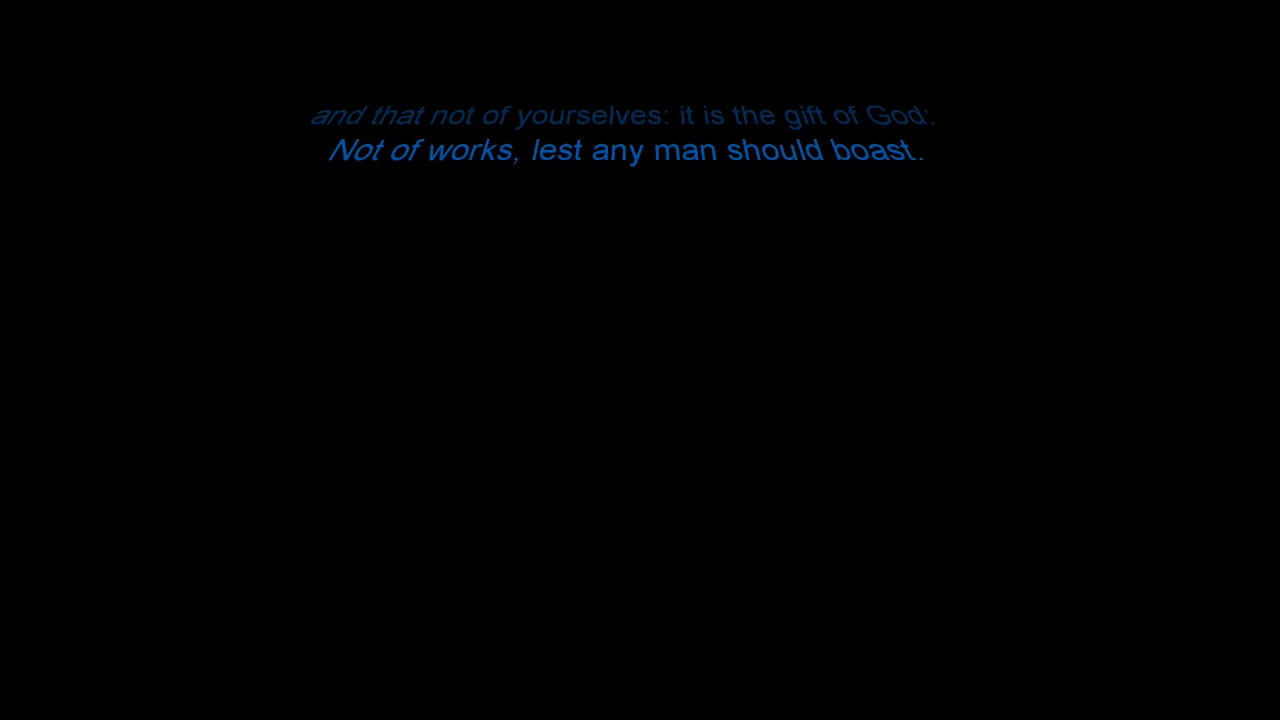 and that not of yourselves: it is the gift of God:
Not of works, lest any man should boast.